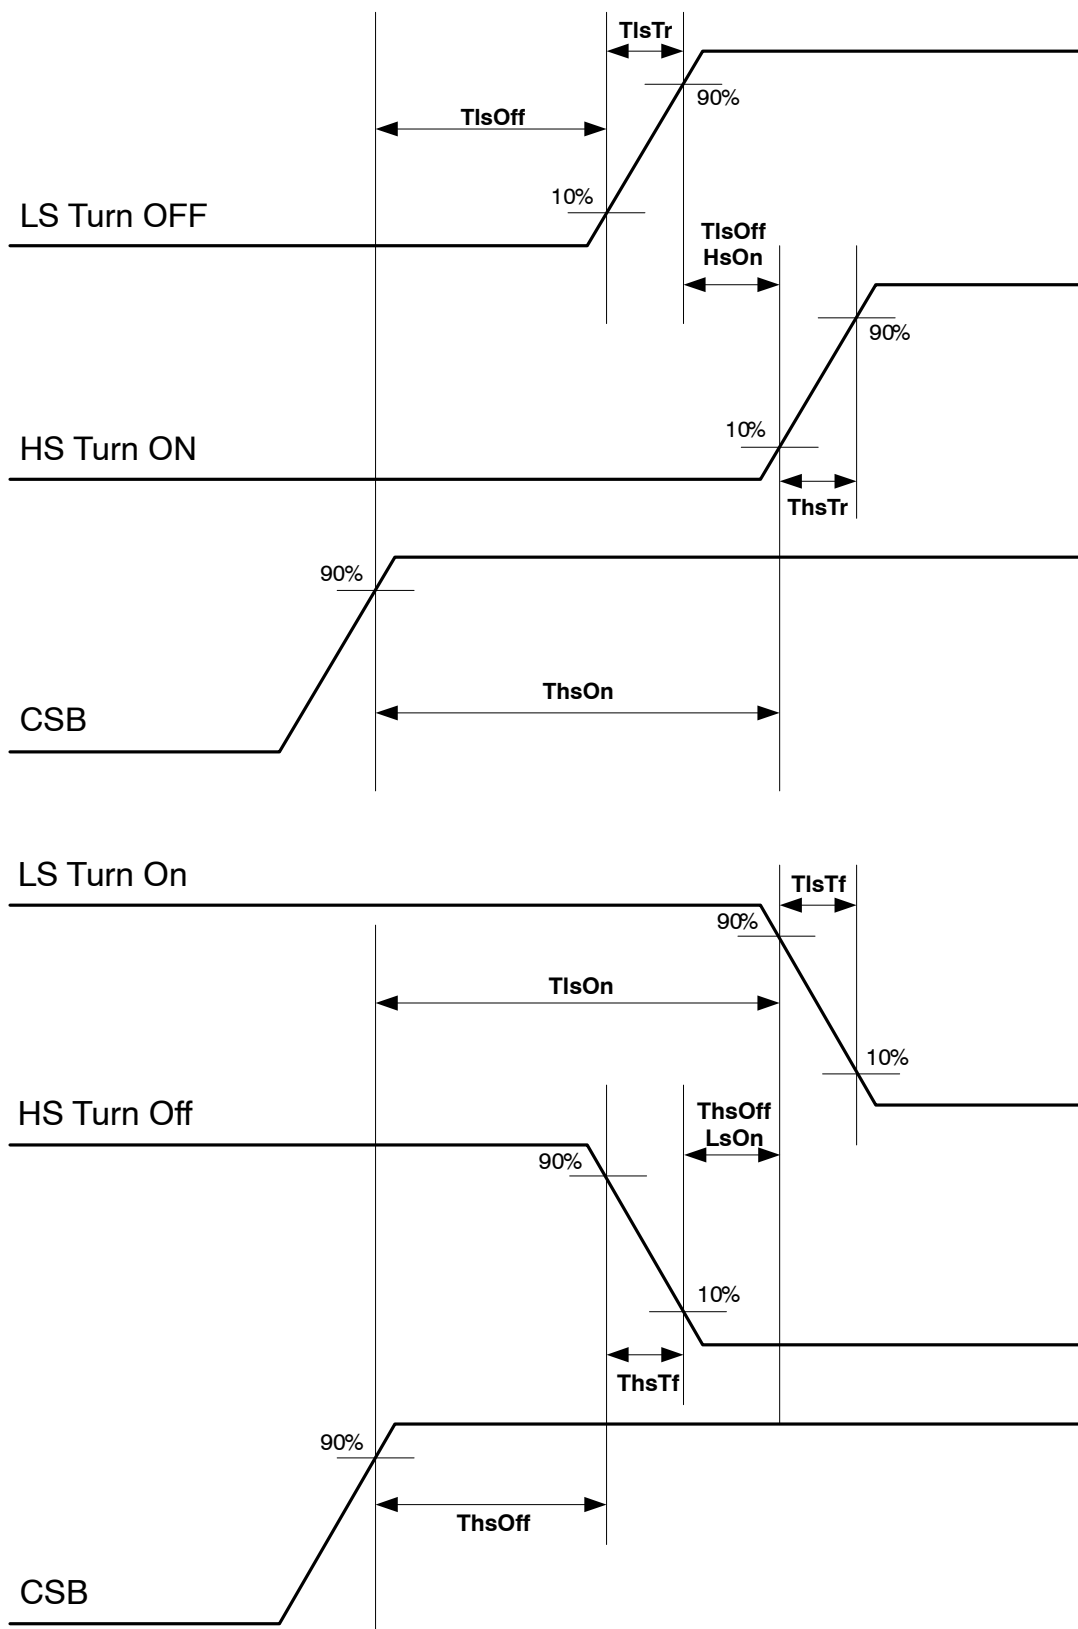 TlsTr
90%
TlsOff
10%
LS Turn OFF
TlsOff
HsOn
90%
10%
HS Turn ON
ThsTr
90%
ThsOn
CSB
LS Turn On
TlsTf
90%
TlsOn
10%
HS Turn Off
ThsOff
LsOn
90%
10%
ThsTf
90%
ThsOff
CSB